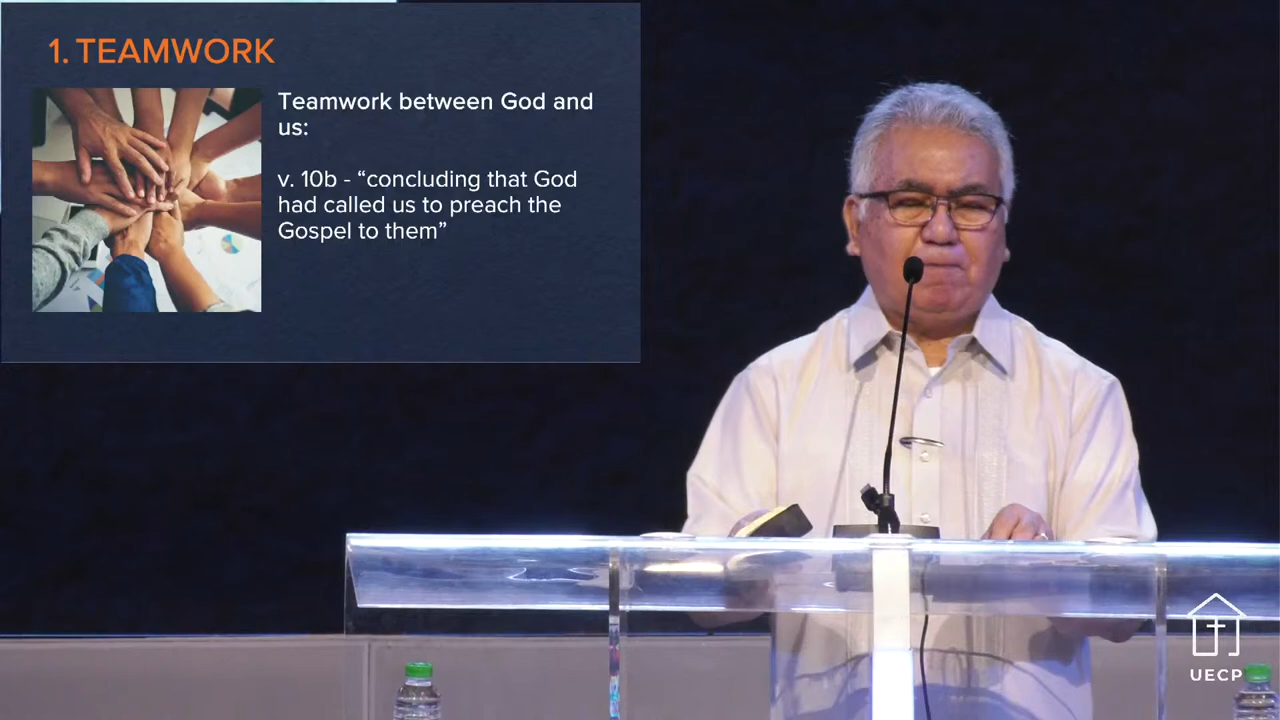 1. TEAMWORK
Teamwork between God and
us:
v. 10b - “concluding that God
had called us to preach the
Gospel to them”
UECP